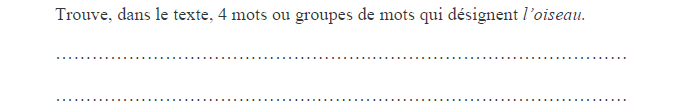 Trouve, dans le texte, 4 mots ou groupes de mots qui désignent l’oiseau.
……………………………………………………………………………………
……………………………………………………………………………………